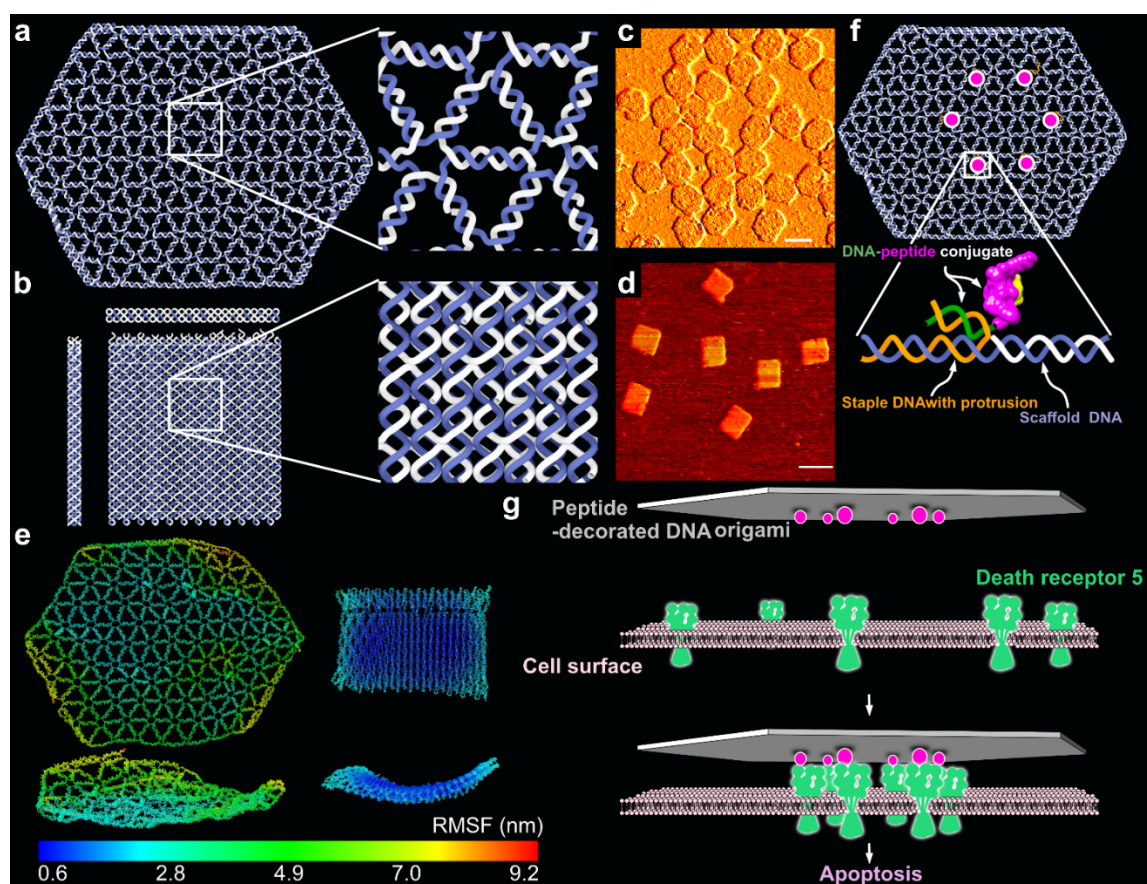 a
b
c
d
e
RMSF (nm)
0.6 2.8 4.9 7.0 9.2
f
DNA-peptide conjugate
Staple DNAwith protrusion
Scaffold DNA
g
Peptide
-decorated DNA origami
Death receptor 5
Cell surface
Apoptosis